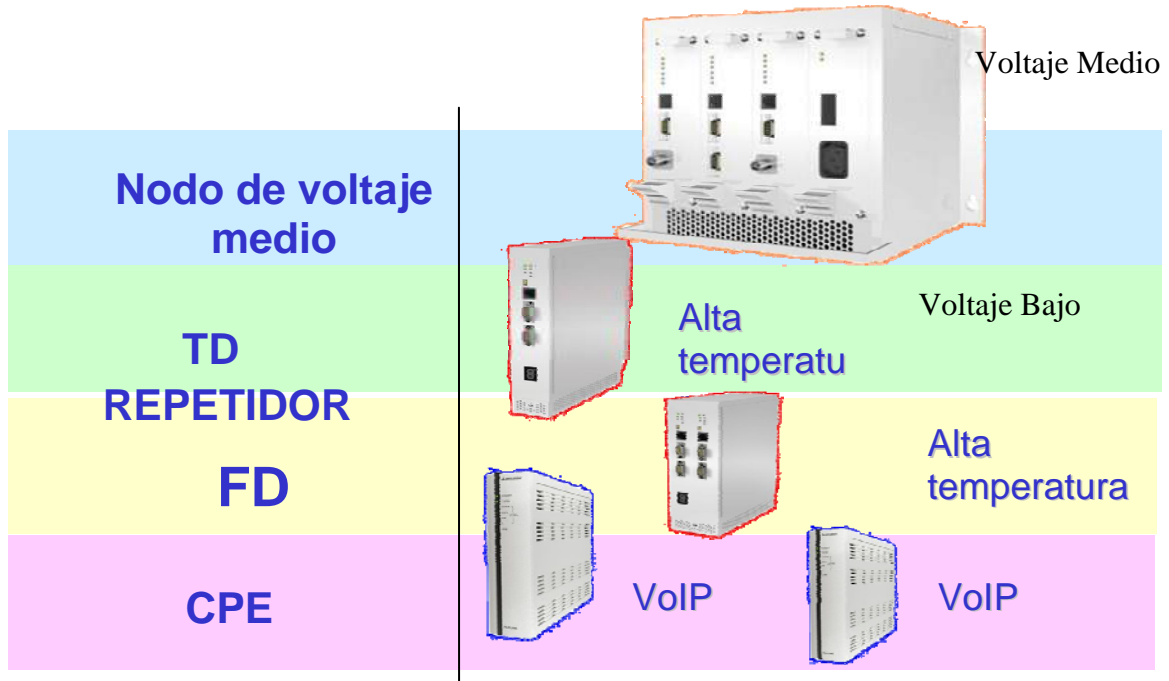 Voltaje Medio
Nodo de voltaje
medio
Voltaje Bajo
Alta
temperatu
TD
REPETIDOR
Alta
temperatura
FD
CPE
VoIP
VoIP